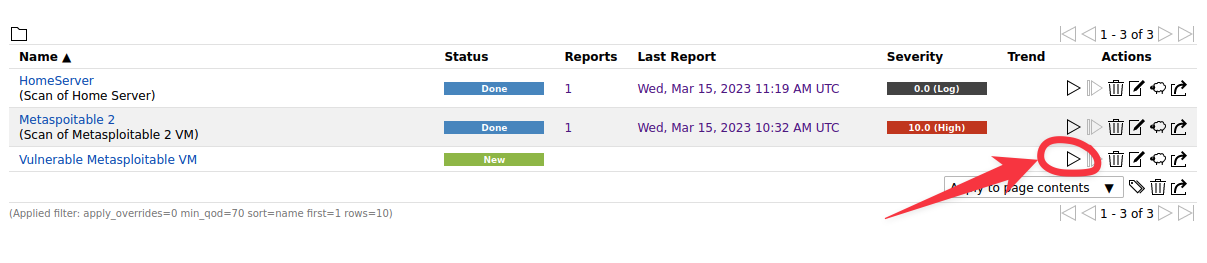 1 - 3 of 3
Name ▲ Status Reports Last Report Severity Trend Actions
HomeServer
(Scan of Home Server)
Done 1 Wed, Mar 15, 2023 11:19 AM UTC 0.0 (Log)
Metaspoitable 2
(Scan of Metasploitable 2 VM)
Done 1 Wed, Mar 15, 2023 10:32 AM UTC 10.0 (High)
Vulnerable Metasploitable VM New
Apply to page contents ▼
(Applied filter: apply_overrides=0 min_qod=70 sort=name first=1 rows=10)
1 - 3 of 3